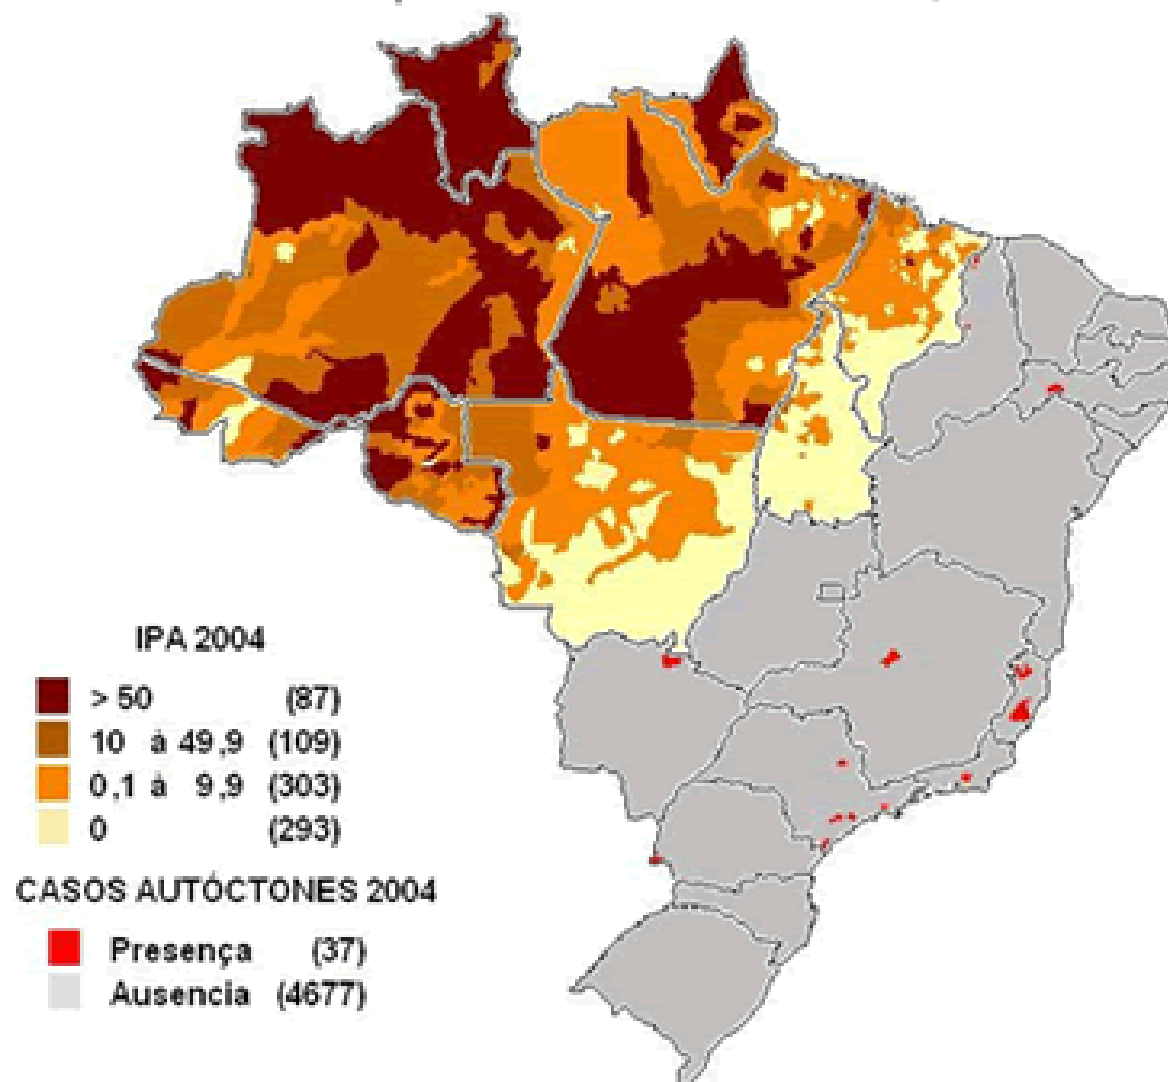 IPA 2004
> 50 (87)
10 à 49,9 (109)
0,1 à 9,9 (303)
0 (293)
CASOS AUTÓCTONES 2004
Presença (37)
Ausencia (4677)